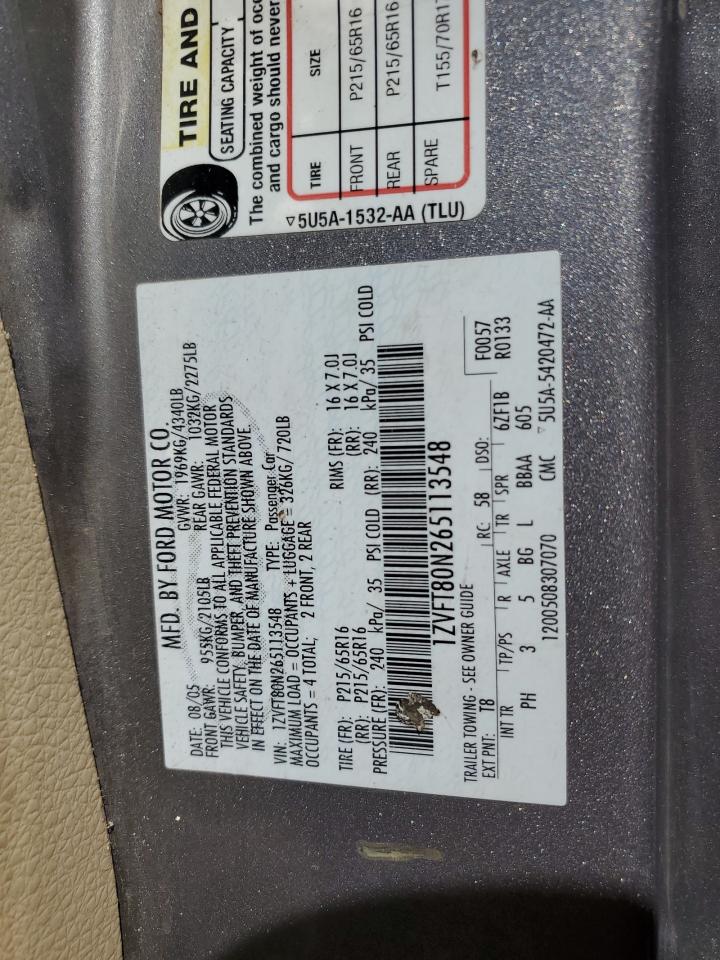 TIRE AND
SEATING CAPACITY
The combined weight of occ
and cargo should never
TIRE SIZE
FRONT P215/65R16
REAR P215/65R16
SPARE T155/70R17
▽5U5A-1532-AA (TLU)
MFD. BY FORD MOTOR CO.
DATE: 08/05 GVWR: 1969KG/4340LB
FRONT GAWR: 955KG/2105LB REAR GAWR: 1032KG/2275LB
THIS VEHICLE CONFORMS TO ALL APPLICABLE FEDERAL MOTOR
VEHICLE SAFETY, BUMPER, AND THEFT PREVENTION STANDARDS
IN EFFECT ON THE DATE OF MANUFACTURE SHOWN ABOVE.
VIN: 1ZVFT80N265113548 TYPE: Passenger Car
MAXIMUM LOAD = OCCUPANTS + LUGGAGE = 326KG/ 720LB
OCCUPANTS = 4 TOTAL: 2 FRONT, 2 REAR
TIRE (FR): P215/65R16 RIMS (FR): 16 X 7.0J
(RR): P215/65R16 (RR): 16 X 7.0J
PRESSURE (FR): 240 kPa/ 35 PSI COLD (RR): 240 kPa/ 35 PSI COLD
1ZVFT80N265113548
TRAILER TOWING - SEE OWNER GUIDE
EXT PNT: T8 RC: 58 DSO: F0057
INT TR TP/PS R AXLE TR SPR 6ZF1B R0133
PH 3 5 BG L BBAA 605
1200508307070 CMC ▽ 5U5A-5420472-AA